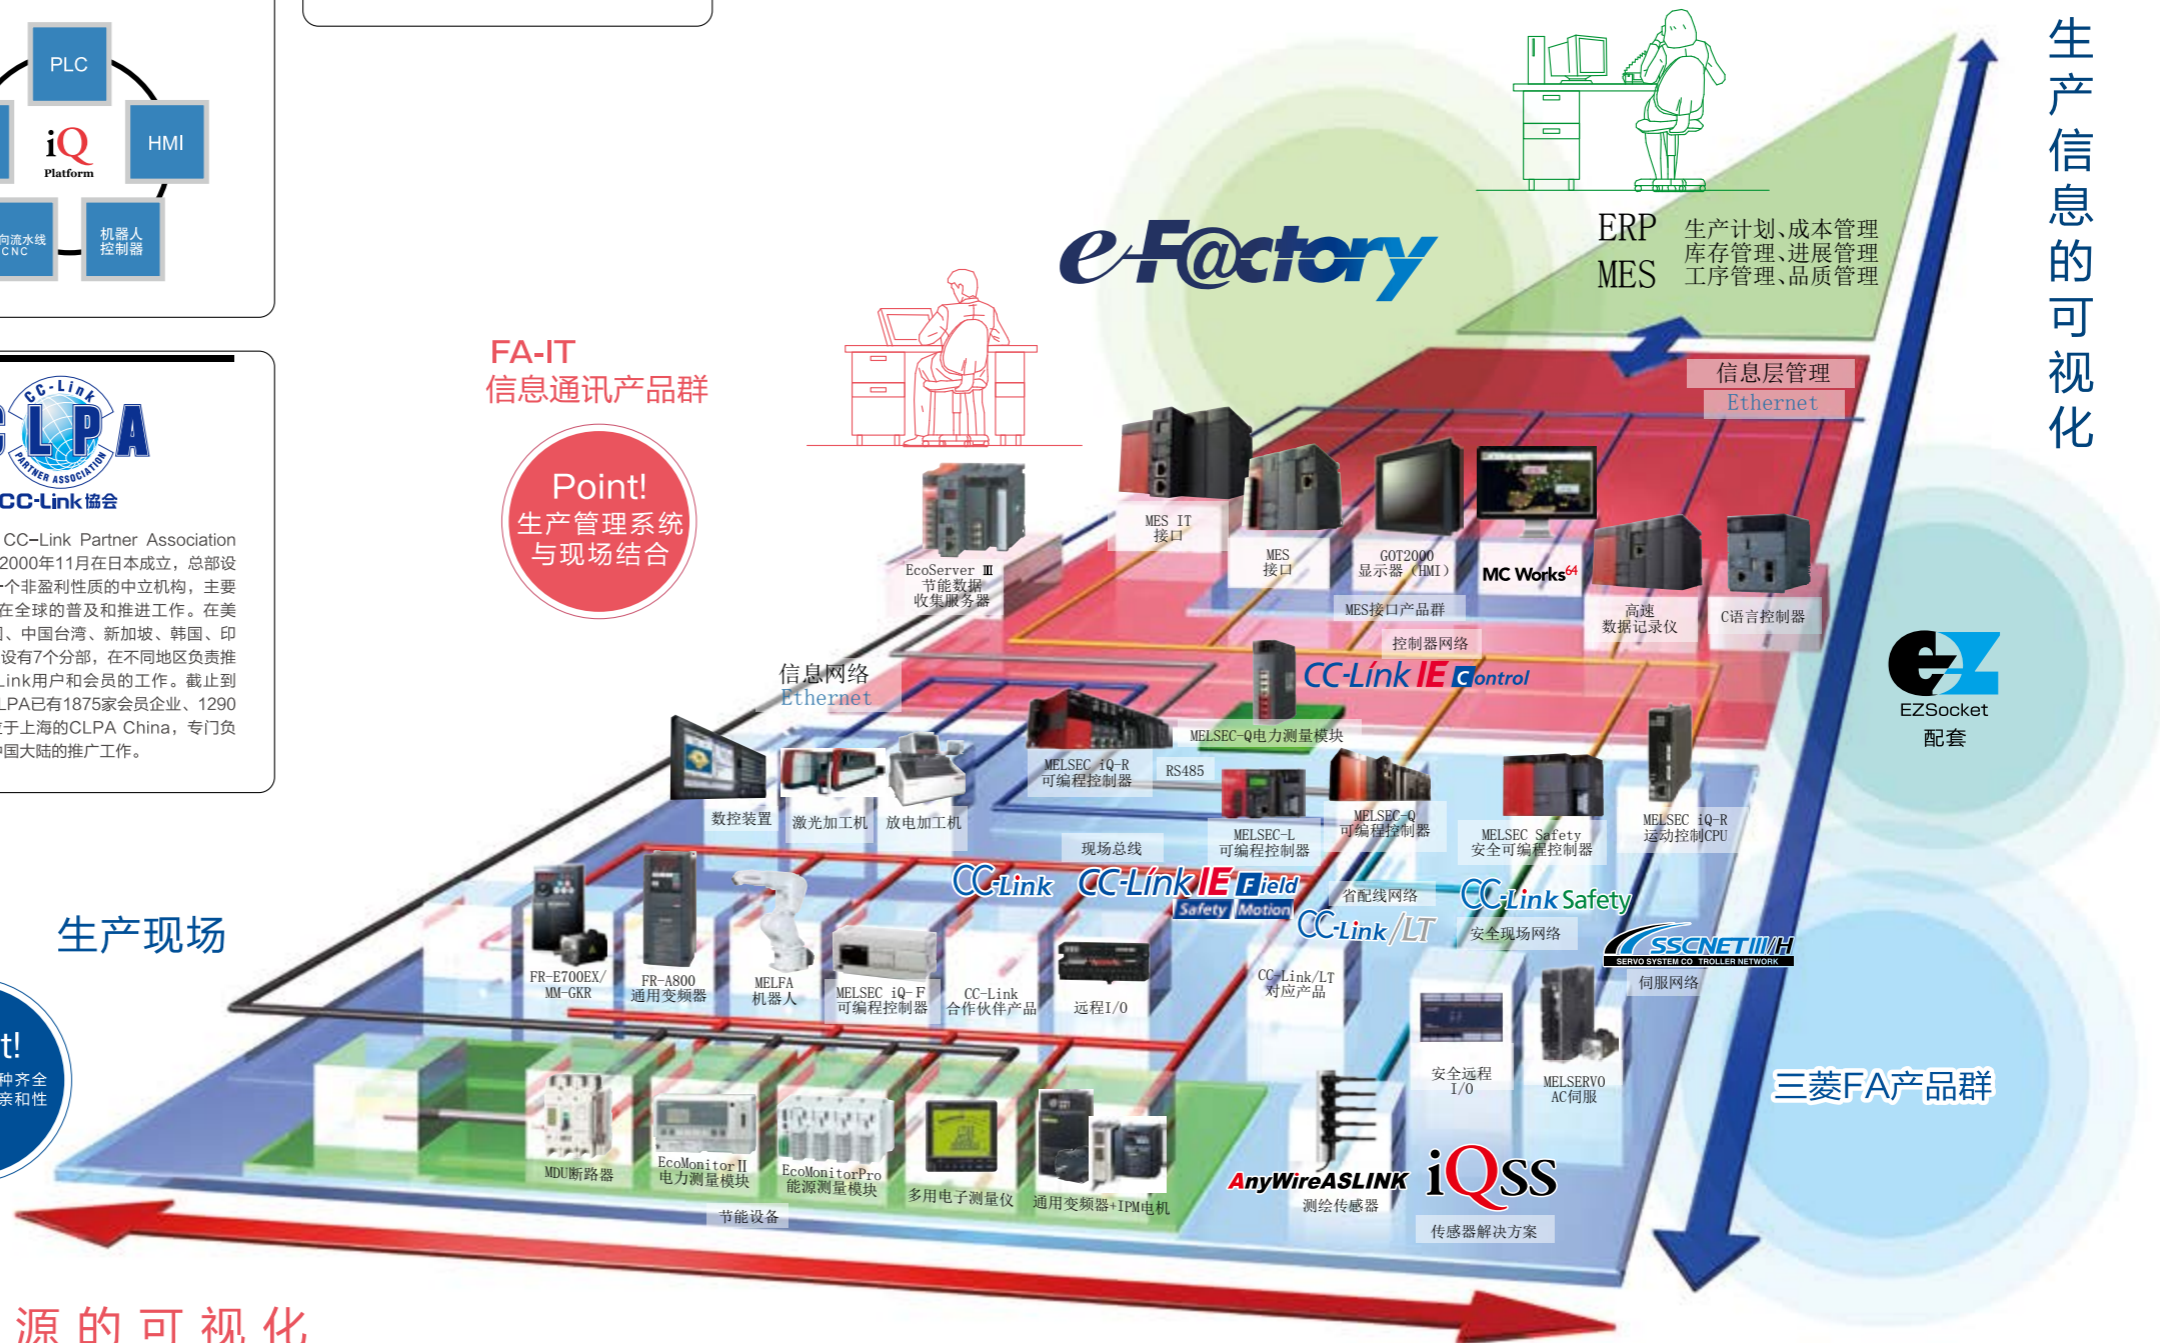 PLC
iQ
Platform
HMI
向流水线
CNC
机器人
控制器
CC-Link
CLPA
PARTNER ASSOCIATION
CC-Link協会
CC-Link Partner Association
2000年11月在日本成立，总部设
一个非盈利性质的中立机构，主要
在全球的普及和推进工作。在美
、中国台湾、新加坡、韩国、印
设有7个分部，在不同地区负责推
Link用户和会员的工作。截止到
LPA已有1875家会员企业、1290
位于上海的CLPA China，专门负
中国大陆的推广工作。
生产现场
t!
种齐全
亲和性
源的可视化
FA-IT
信息通讯产品群
Point!
生产管理系统
与现场结合
e-F@ctory
ERP
MES
生产计划、成本管理
库存管理、进展管理
工序管理、品质管理
生产信息的可视化
信息层管理
Ethernet
MES IT
接口
MES
接口
GOT2000
显示器（HMI）
MC Works64
MES接口产品群
高速
数据记录仪
C语言控制器
EcoServer Ⅲ
节能数据
收集服务器
控制器网络
CC-Link IE Control
信息网络
Ethernet
MELSEC-Q电力测量模块
MELSEC iQ-R
可编程控制器
RS485
MELSEC-L
可编程控制器
MELSEC-Q
可编程控制器
MELSEC Safety
安全可编程控制器
MELSEC iQ-R
运动控制CPU
eZ
EZSocket
配套
数控装置
激光加工机
放电加工机
现场总线
CC-Link
CC-Link IE Field
Safety Motion
省配线网络
CC-Link/LT
CC-Link Safety
安全现场网络
SSCNETIII/H
SERVO SYSTEM CO TROLLER NETWORK
伺服网络
FR-E700EX/
MM-GKR
FR-A800
通用变频器
MELFA
机器人
MELSEC iQ-F
可编程控制器
CC-Link
合作伙伴产品
远程I/O
CC-Link/LT
对应产品
安全远程
I/O
MELSERVO
AC伺服
三菱FA产品群
MDU断路器
EcoMonitorⅡ
电力测量模块
EcoMonitorPro
能源测量模块
多用电子测量仪
通用变频器+IPM电机
节能设备
AnyWireASLINK
测绘传感器
iQSS
传感器解决方案